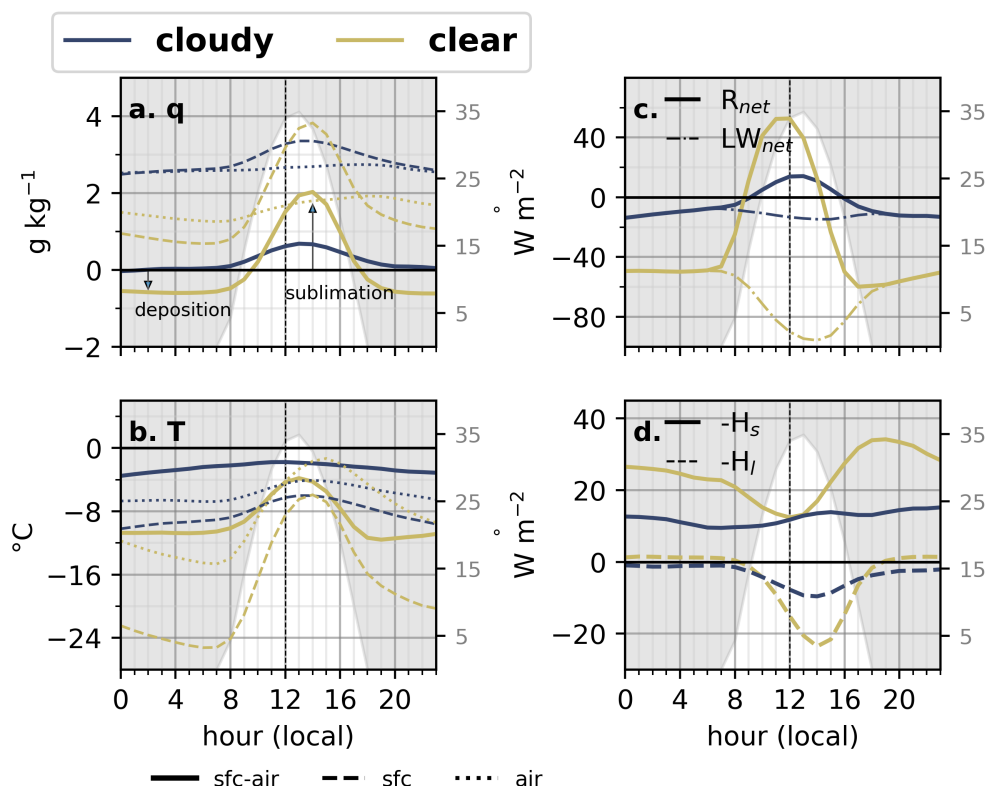 cloudy clear
a. q
g kg⁻¹
4
2
0
−2
35
25
15
5
deposition
sublimation
c.
R_net
LW_net
W m⁻²
40
0
−40
−80
35
25
15
5
°
b. T
°C
0
−8
−16
−24
35
25
15
5
0 4 8 12 16 20
hour (local)
d.
-H_s
-H_l
W m⁻²
40
20
0
−20
35
25
15
5
°
0 4 8 12 16 20
hour (local)
sfc-air sfc air